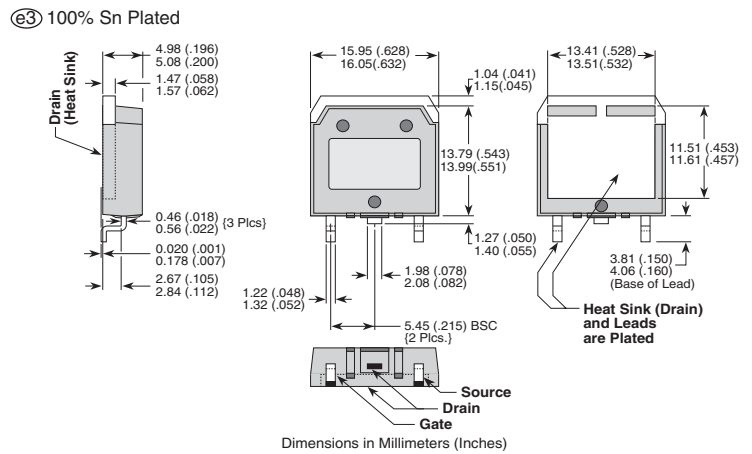 e3 100% Sn Plated
4.98 (.196)
5.08 (.200)
1.47 (.058)
1.57 (.062)
Drain
(Heat Sink)
0.46 (.018)
0.56 (.022) {3 Plcs}
0.020 (.001)
0.178 (.007)
2.67 (.105)
2.84 (.112)
15.95 (.628)
16.05(.632)
1.04 (.041)
1.15(.045)
13.79 (.543)
13.99(.551)
1.27 (.050)
1.40 (.055)
1.98 (.078)
2.08 (.082)
1.22 (.048)
1.32 (.052)
5.45 (.215) BSC
{2 Plcs.}
13.41 (.528)
13.51(.532)
11.51 (.453)
11.61 (.457)
3.81 (.150)
4.06 (.160)
(Base of Lead)
Heat Sink (Drain)
and Leads
are Plated
Source
Drain
Gate
Dimensions in Millimeters (Inches)